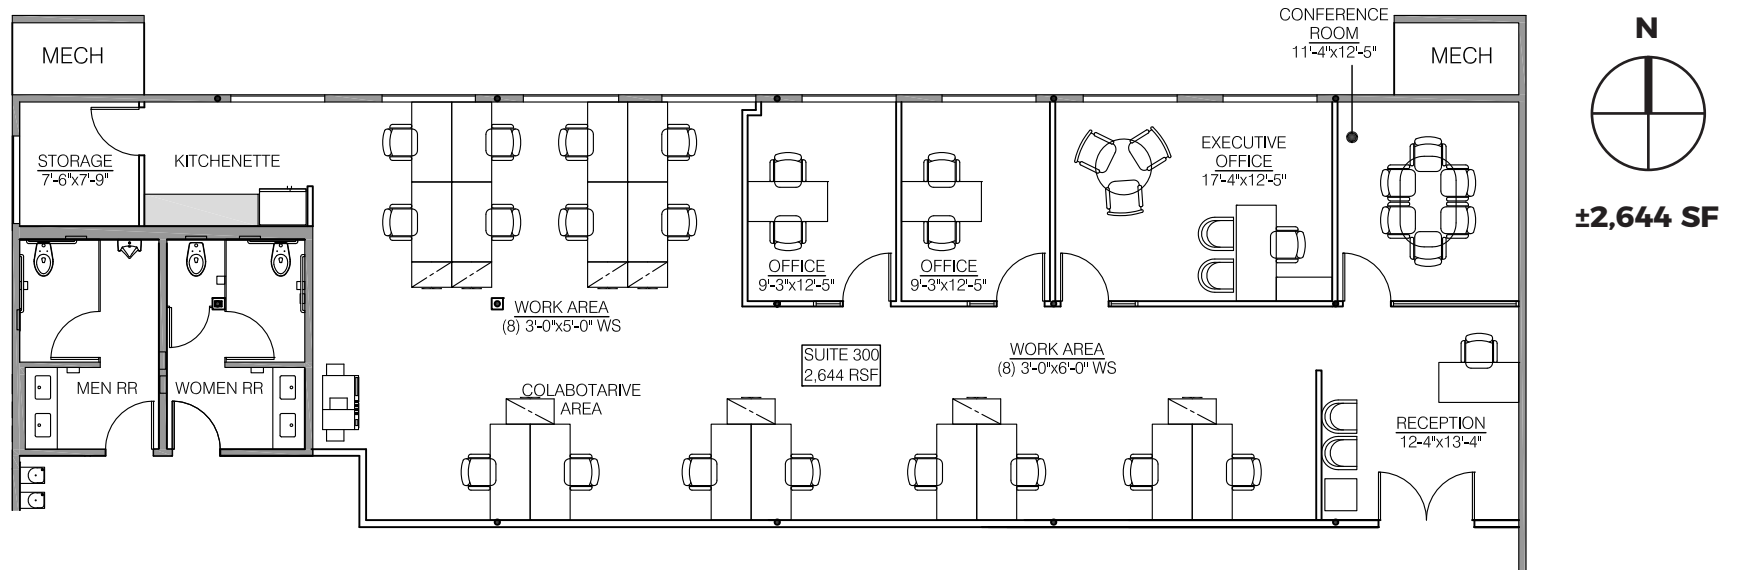 CONFERENCE
ROOM
11'-4"x12'-5"
MECH
MECH
N
±2,644 SF
STORAGE
7'-6"x7'-9"
KITCHENETTE
EXECUTIVE
OFFICE
17'-4"x12'-5"
OFFICE
9'-3"x12'-5"
OFFICE
9'-3"x12'-5"
WORK AREA
(8) 3'-0"x5'-0" WS
SUITE 300
2,644 RSF
WORK AREA
(8) 3'-0"x6'-0" WS
MEN RR
WOMEN RR
COLABOTARIVE
AREA
RECEPTION
12-4"x13'-4"